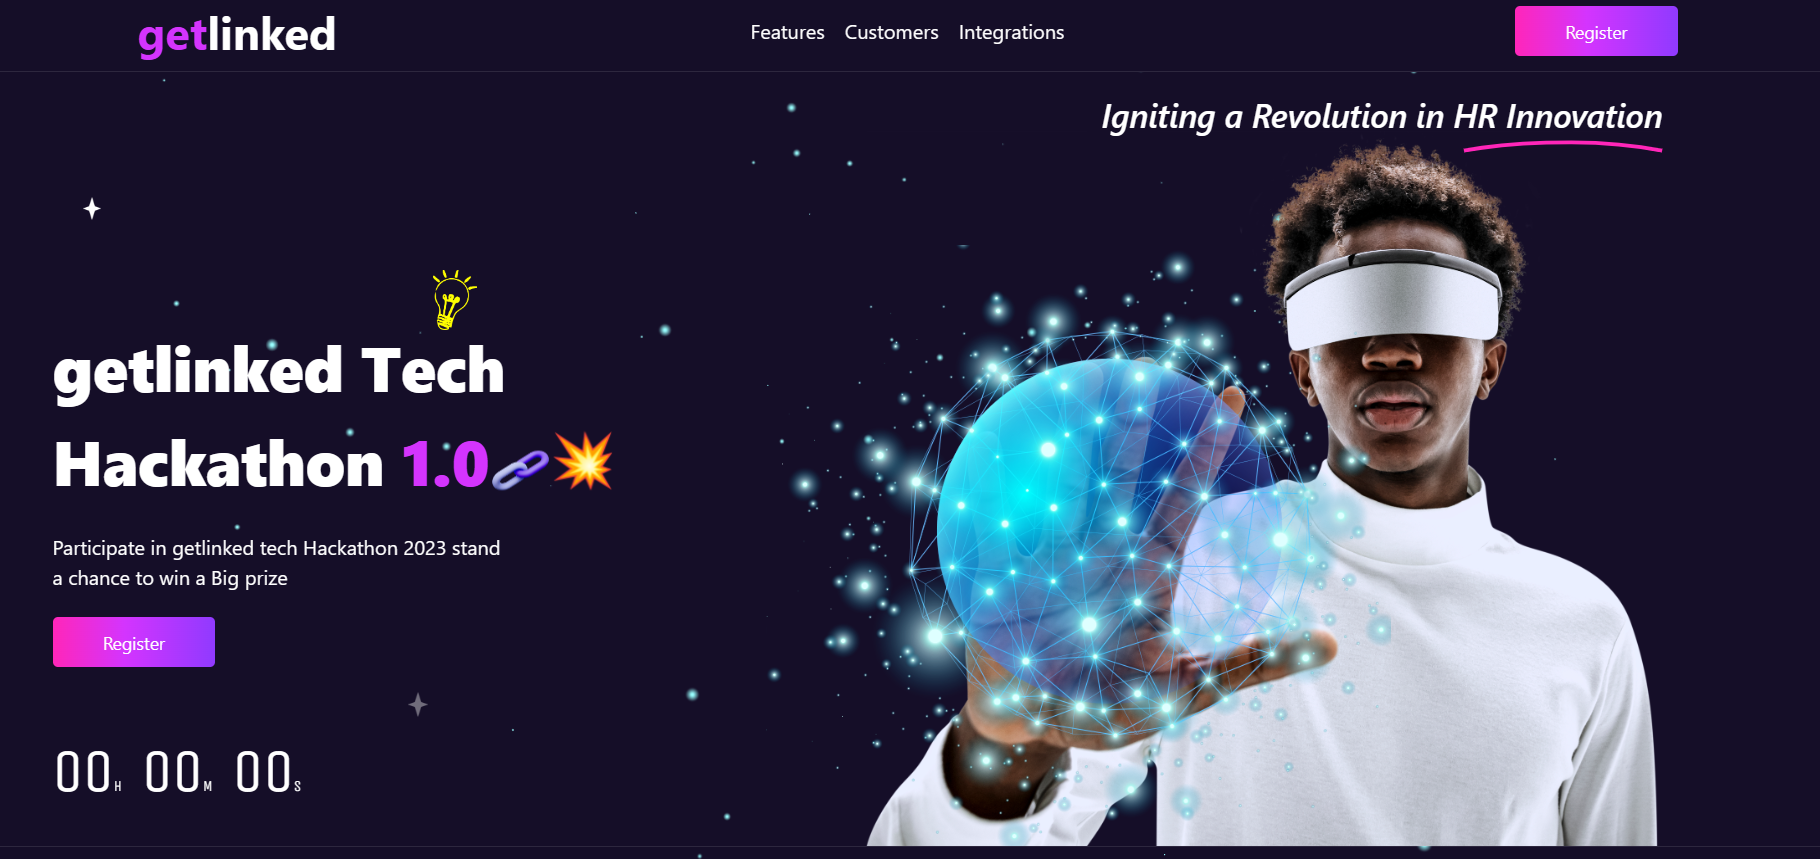 getlinked
Features Customers Integrations
Register
Igniting a Revolution in HR Innovation
getlinked Tech
Hackathon 1.0🔗💥
Participate in getlinked tech Hackathon 2023 stand
a chance to win a Big prize
Register
00H 00M 00S